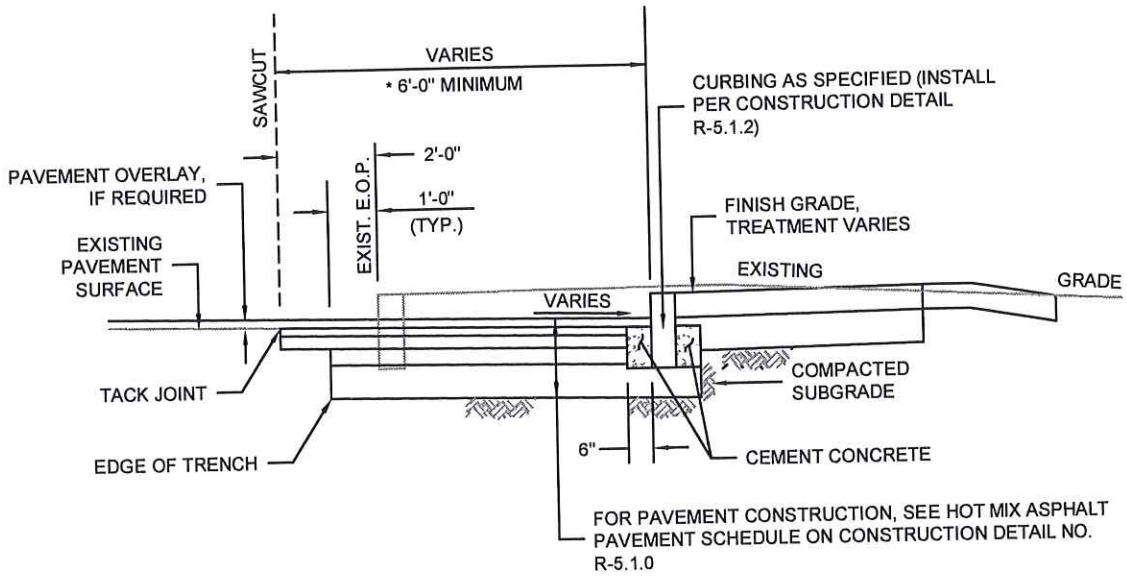 SAWCUT
VARIES
* 6'-0" MINIMUM
CURBING AS SPECIFIED (INSTALL
PER CONSTRUCTION DETAIL
R-5.1.2)
PAVEMENT OVERLAY,
IF REQUIRED
EXIST. E.O.P.
2'-0"
1'-0"
(TYP.)
FINISH GRADE,
TREATMENT VARIES
EXISTING
PAVEMENT
SURFACE
EXISTING
GRADE
VARIES
TACK JOINT
COMPACTED
SUBGRADE
EDGE OF TRENCH
6"
CEMENT CONCRETE
FOR PAVEMENT CONSTRUCTION, SEE HOT MIX ASPHALT
PAVEMENT SCHEDULE ON CONSTRUCTION DETAIL NO.
R-5.1.0